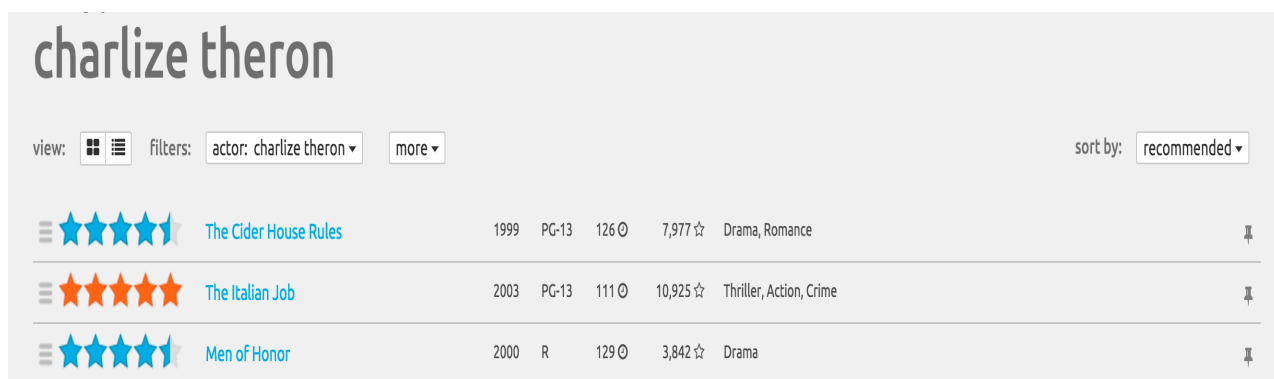 charlize theron
view: filters: actor: charlize theron more sort by: recommended
The Cider House Rules 1999 PG-13 126 7,977 Drama, Romance
The Italian Job 2003 PG-13 111 10,925 Thriller, Action, Crime
Men of Honor 2000 R 129 3,842 Drama